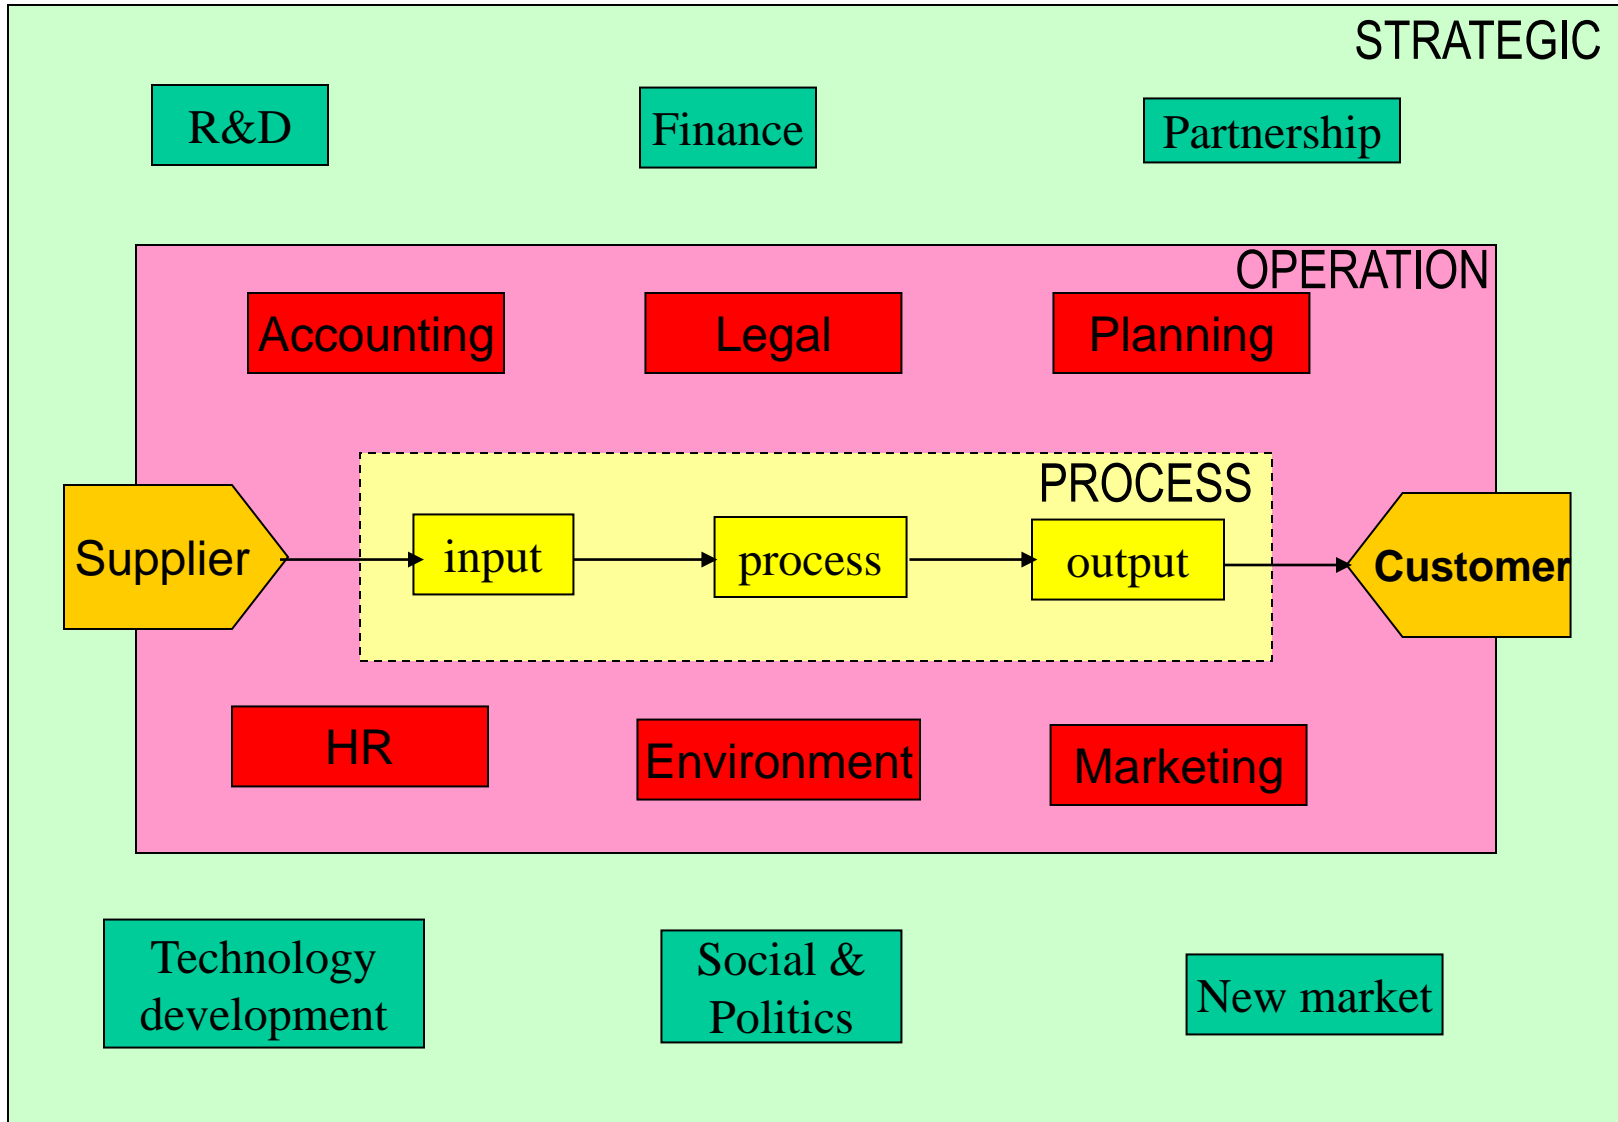 STRATEGIC
R&D
Finance
Partnership
OPERATION
Accounting
Legal
Planning
PROCESS
Supplier
input
process
output
Customer
HR
Environment
Marketing
Technology
development
Social &
Politics
New market